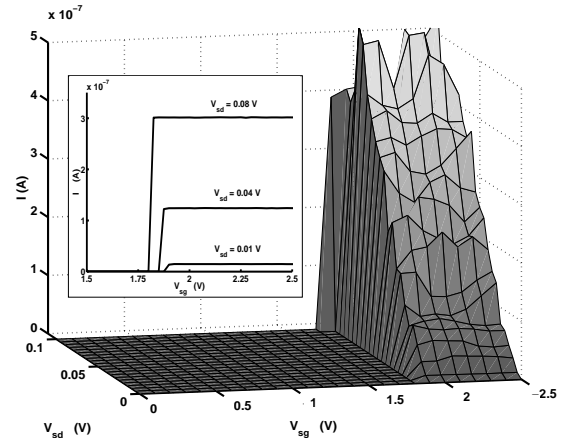 x 10⁻⁷
5
4
3
2
1
0
I (A)
0.1
0.05
0
V_sd (V)
0
0.5
1
1.5
2
−2.5
V_sg (V)
x 10⁻⁷
3
2
1
0
I (A)
1.5
1.75
2
2.25
2.5
V_sg (V)
V_sd = 0.08 V
V_sd = 0.04 V
V_sd = 0.01 V